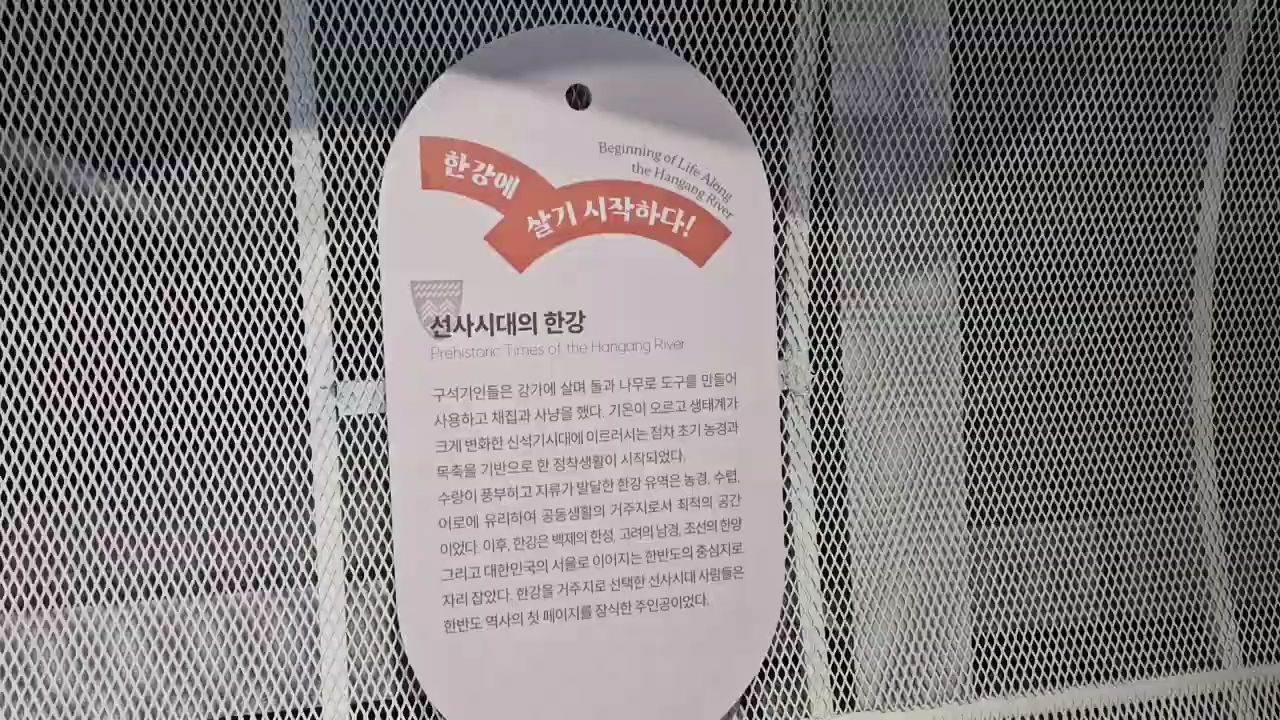 한강에
살기 시작하다!
Beginning of Life Along
the Hangang River
선사시대의 한강
Prehistoric Times of the Hangang River
구석기인들은 강가에 살며 돌과 나무로 도구를 만들어
사용하고 채집과 사냥을 했다. 기온이 오르고 생태계가
크게 변화한 신석기시대에 이르러서는 점차 초기 농경과
목축을 기반으로 한 정착생활이 시작되었다.
수량이 풍부하고 지류가 발달한 한강 유역은 농경, 수렵,
어로에 유리하여 공동생활의 거주지로서 최적의 공간
이었다. 이후, 한강은 백제의 한성, 고려의 남경, 조선의 한양
그리고 대한민국의 서울로 이어지는 한반도의 중심지로
자리 잡았다. 한강을 거주지로 선택한 선사시대 사람들은
한반도 역사의 첫 페이지를 장식한 주인공이었다.